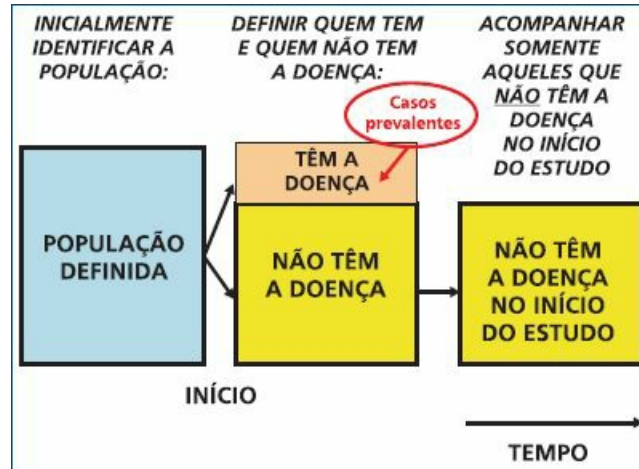 INICIALMENTE
IDENTIFICAR A
POPULAÇÃO:
DEFINIR QUEM TEM
E QUEM NÃO TEM
A DOENÇA:
ACOMPANHAR
SOMENTE
AQUELES QUE
NÃO TÊM A
DOENÇA
NO INÍCIO
DO ESTUDO
Casos
prevalentes
TÊM A
DOENÇA
POPULAÇÃO
DEFINIDA
NÃO TÊM
A DOENÇA
NÃO TÊM
A DOENÇA
NO INÍCIO
DO ESTUDO
INÍCIO
TEMPO